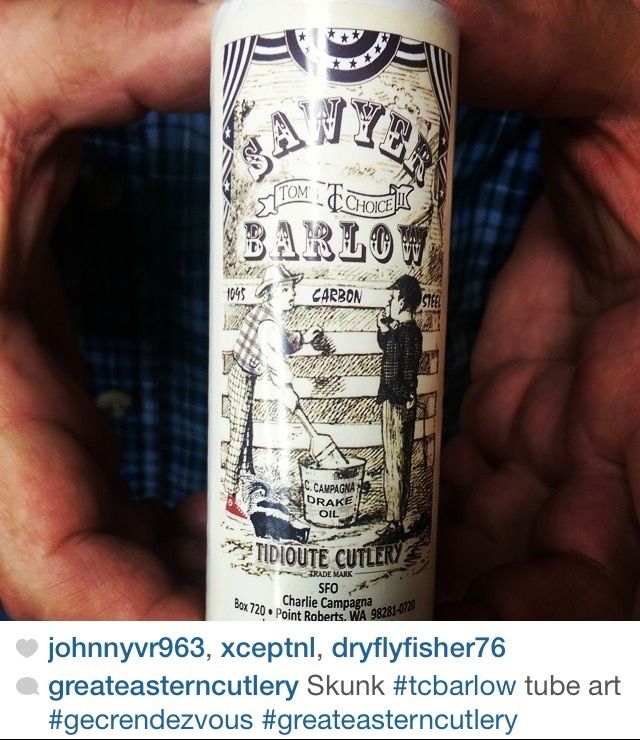 SAWYER
TOM'S TC CHOICE II
BARLOW
1095 CARBON STEEL
C. CAMPAGNA
DRAKE
OIL
TIDIOUTE CUTLERY
TRADE MARK
SFO
Charlie Campagna
Box 720 • Point Roberts, WA 98281-0720
johnnyvr963, xceptnl, dryflyfisher76
greateasterncutlery Skunk #tcbarlow tube art
#gecrendezvous #greateasterncutlery